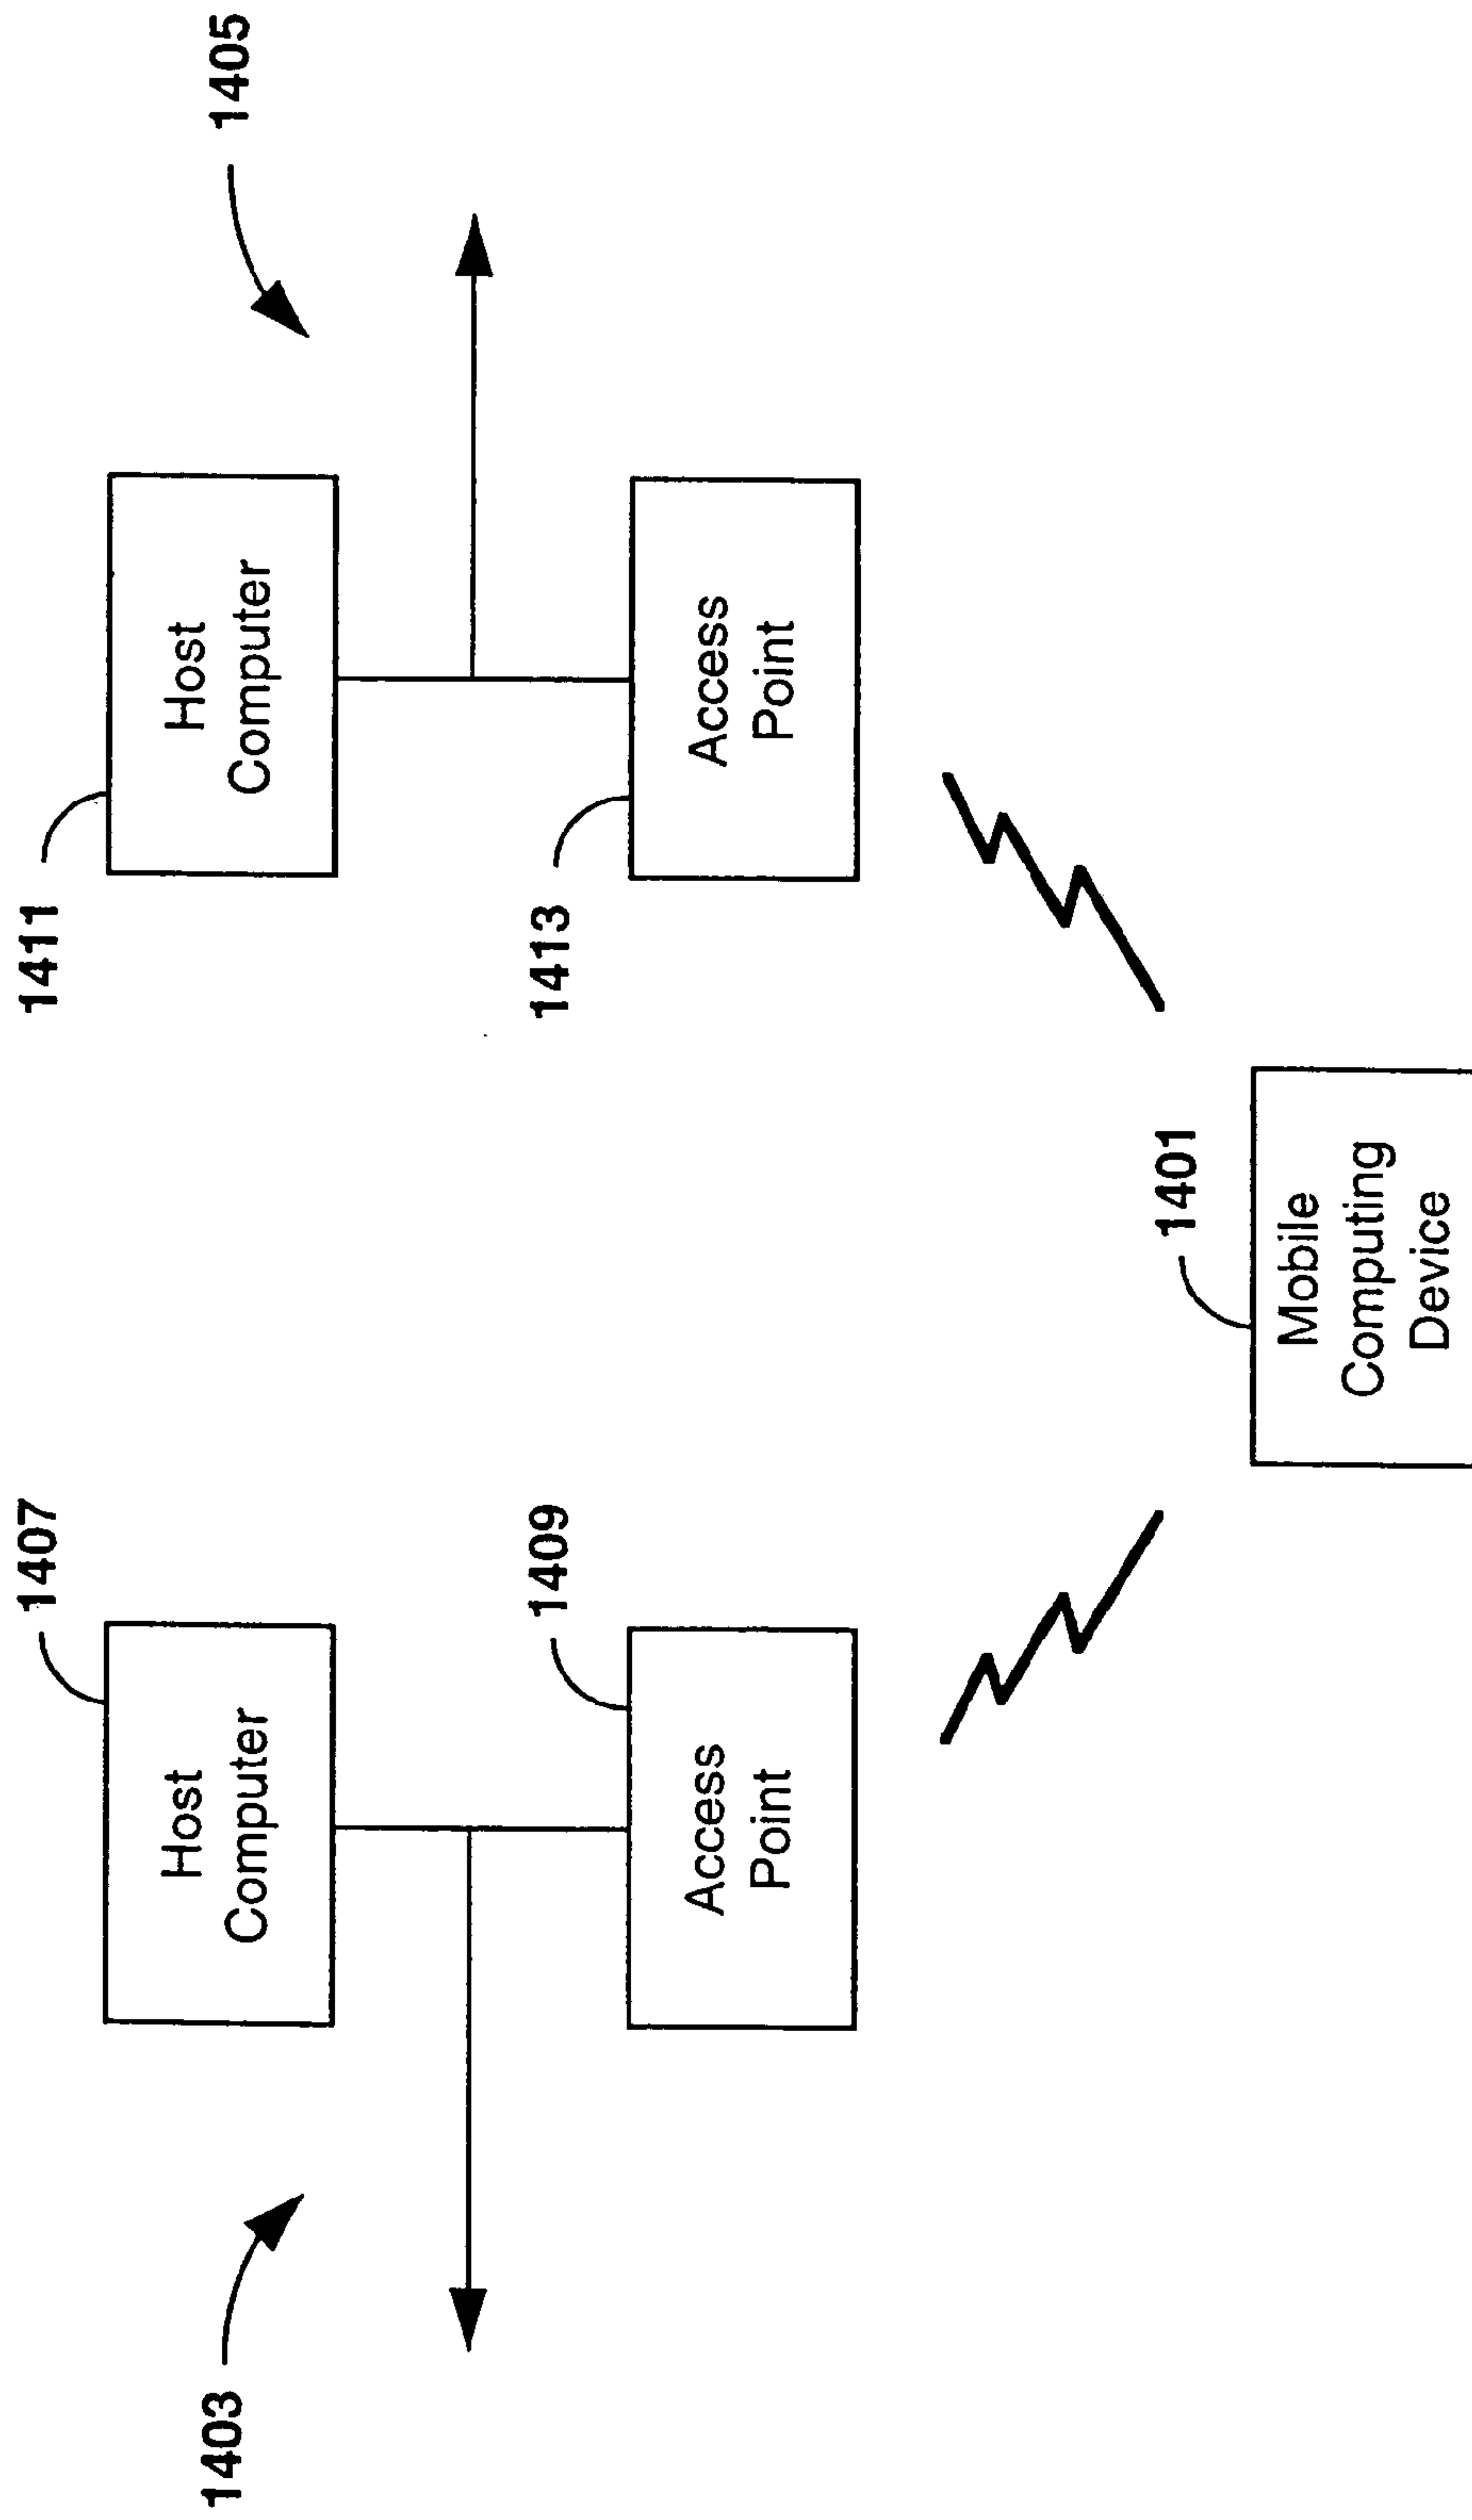 1403
1407
Host
Computer
1409
Access
Point
1401
Mobile
Computing
Device
1411
Host
Computer
1413
Access
Point
1405